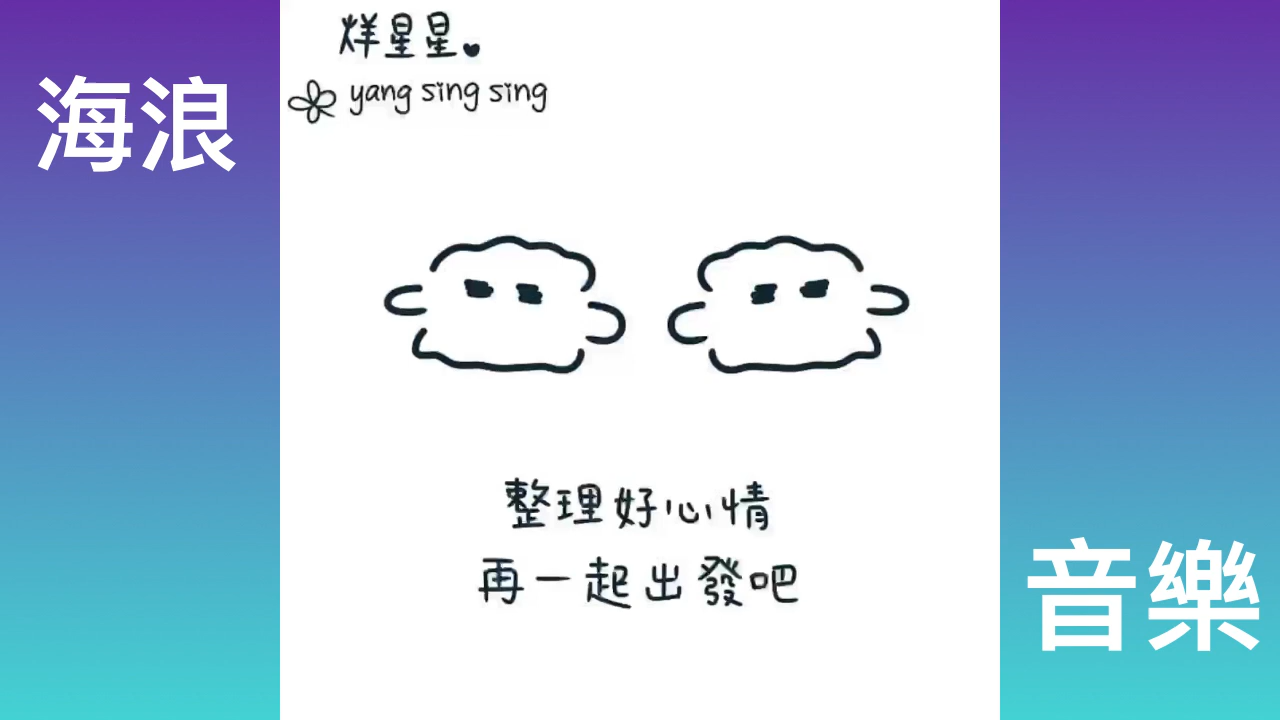 海浪
烊星星
yang sing sing
整理好心情
再一起出發吧
音樂